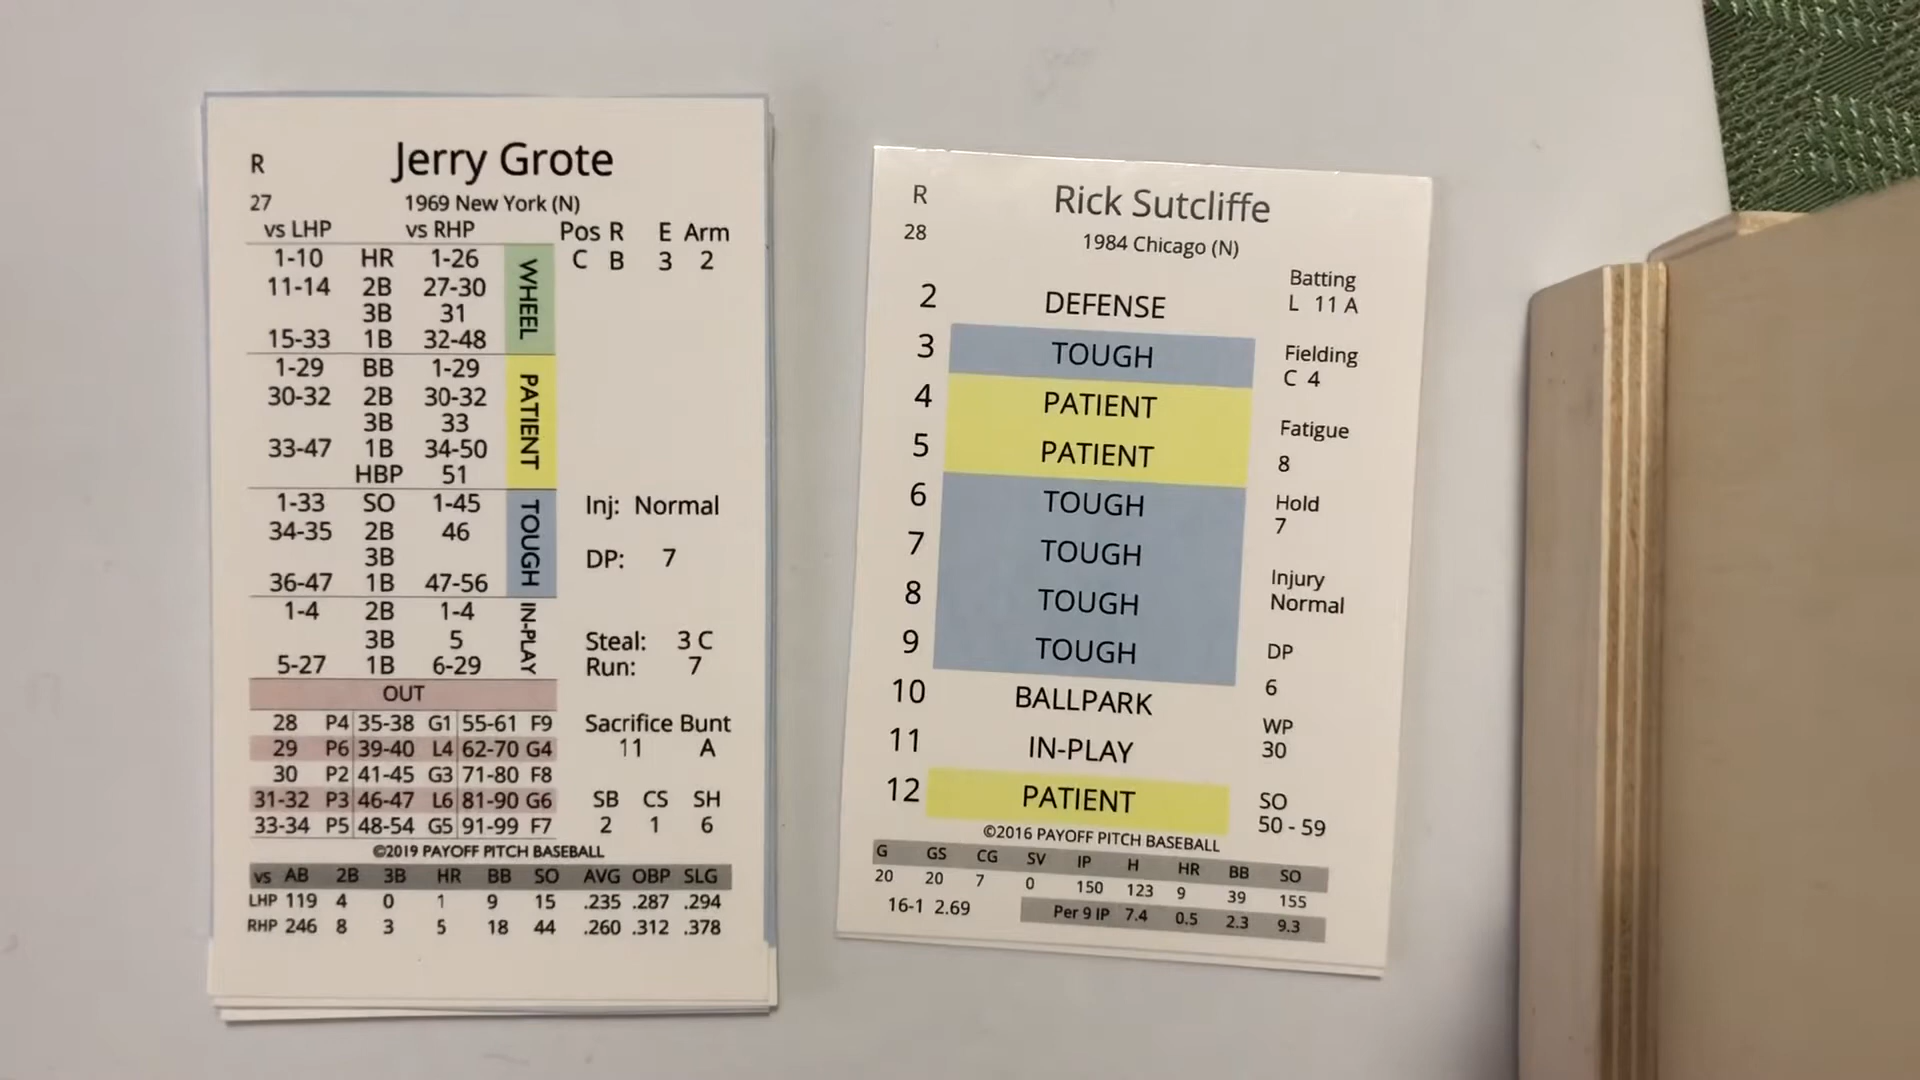 R Jerry Grote
27 1969 New York (N)
vs LHP vs RHP Pos R E Arm
1-10 HR 1-26 C B 3 2
11-14 2B 27-30
3B 31
15-33 1B 32-48
WHEEL
1-29 BB 1-29
30-32 2B 30-32
3B 33
33-47 1B 34-50
HBP 51
PATIENT
1-33 SO 1-45 Inj: Normal
34-35 2B 46
3B DP: 7
36-47 1B 47-56
TOUGH
1-4 2B 1-4
3B 5 Steal: 3 C
5-27 1B 6-29 Run: 7
IN-PLAY
OUT
28 P4 35-38 G1 55-61 F9 Sacrifice Bunt
29 P6 39-40 L4 62-70 G4 11 A
30 P2 41-45 G3 71-80 F8
31-32 P3 46-47 L6 81-90 G6 SB CS SH
33-34 P5 48-54 G5 91-99 F7 2 1 6
©2019 PAYOFF PITCH BASEBALL
vs AB 2B 3B HR BB SO AVG OBP SLG
LHP 119 4 0 1 9 15 .235 .287 .294
RHP 246 8 3 5 18 44 .260 .312 .378
R Rick Sutcliffe
28 1984 Chicago (N)
2 DEFENSE
3 TOUGH
4 PATIENT
5 PATIENT
6 TOUGH
7 TOUGH
8 TOUGH
9 TOUGH
10 BALLPARK
11 IN-PLAY
12 PATIENT
Batting
L 11 A
Fielding
C 4
Fatigue
8
Hold
7
Injury
Normal
DP
6
WP
30
SO
50 - 59
©2016 PAYOFF PITCH BASEBALL
G GS CG SV IP H HR BB SO
20 20 7 0 150 123 9 39 155
16-1 2.69 Per 9 IP 7.4 0.5 2.3 9.3